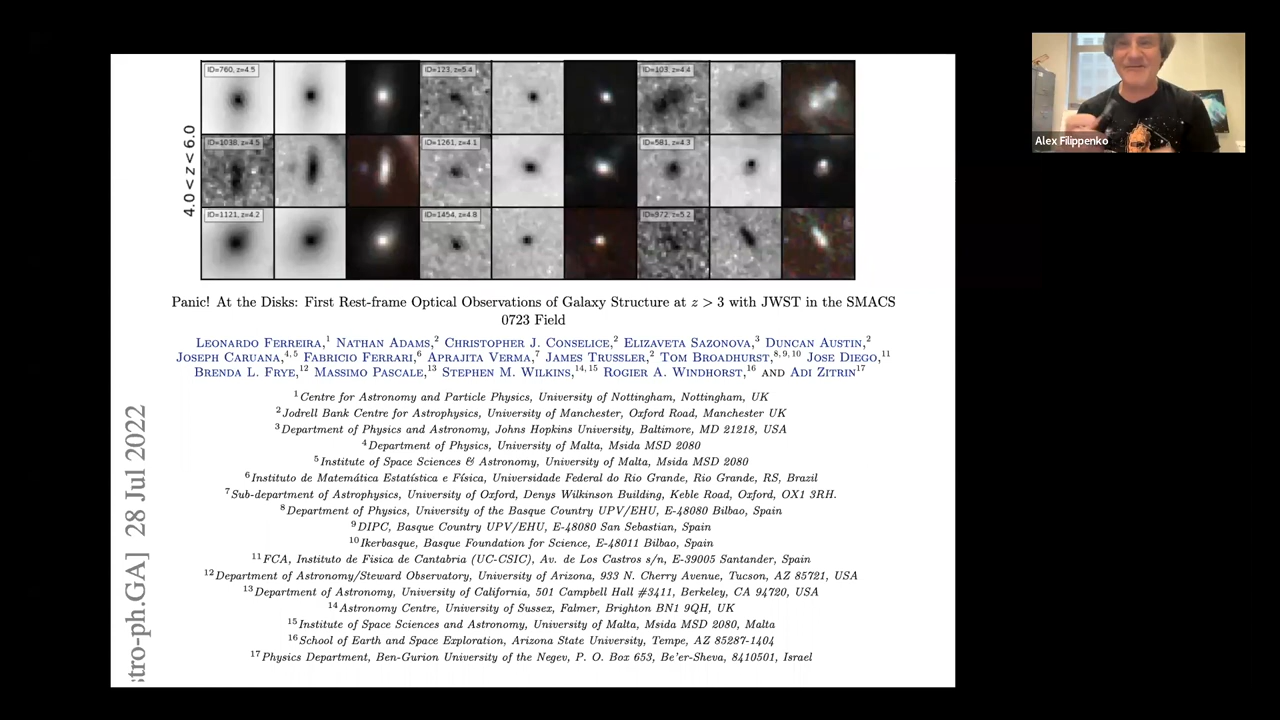 ID=760, z=4.5
ID=123, z=5.4
ID=103, z=4.4
ID=1038, z=4.5
ID=1261, z=4.1
ID=581, z=4.3
ID=1121, z=4.2
ID=1454, z=4.8
ID=972, z=5.2
4.0 < z < 6.0
Alex Filippenko
Panic! At the Disks: First Rest-frame Optical Observations of Galaxy Structure at z > 3 with JWST in the SMACS
0723 Field
Leonardo Ferreira,1 Nathan Adams,2 Christopher J. Conselice,2 Elizaveta Sazonova,3 Duncan Austin,2
Joseph Caruana,4,5 Fabricio Ferrari,6 Aprajita Verma,7 James Trussler,2 Tom Broadhurst,8,9,10 Jose Diego,11
Brenda L. Frye,12 Massimo Pascale,13 Stephen M. Wilkins,14,15 Rogier A. Windhorst,16 and Adi Zitrin17
1Centre for Astronomy and Particle Physics, University of Nottingham, Nottingham, UK
2Jodrell Bank Centre for Astrophysics, University of Manchester, Oxford Road, Manchester UK
3Department of Physics and Astronomy, Johns Hopkins University, Baltimore, MD 21218, USA
4Department of Physics, University of Malta, Msida MSD 2080
5Institute of Space Sciences & Astronomy, University of Malta, Msida MSD 2080
6Instituto de Matemática Estatística e Física, Universidade Federal do Rio Grande, Rio Grande, RS, Brazil
7Sub-department of Astrophysics, University of Oxford, Denys Wilkinson Building, Keble Road, Oxford, OX1 3RH.
8Department of Physics, University of the Basque Country UPV/EHU, E-48080 Bilbao, Spain
9DIPC, Basque Country UPV/EHU, E-48080 San Sebastian, Spain
10Ikerbasque, Basque Foundation for Science, E-48011 Bilbao, Spain
11FCA, Instituto de Fisica de Cantabria (UC-CSIC), Av. de Los Castros s/n, E-39005 Santander, Spain
12Department of Astronomy/Steward Observatory, University of Arizona, 933 N. Cherry Avenue, Tucson, AZ 85721, USA
13Department of Astronomy, University of California, 501 Campbell Hall #3411, Berkeley, CA 94720, USA
14Astronomy Centre, University of Sussex, Falmer, Brighton BN1 9QH, UK
15Institute of Space Sciences and Astronomy, University of Malta, Msida MSD 2080, Malta
16School of Earth and Space Exploration, Arizona State University, Tempe, AZ 85287-1404
17Physics Department, Ben-Gurion University of the Negev, P. O. Box 653, Be'er-Sheva, 8410501, Israel
tro-ph.GA] 28 Jul 2022